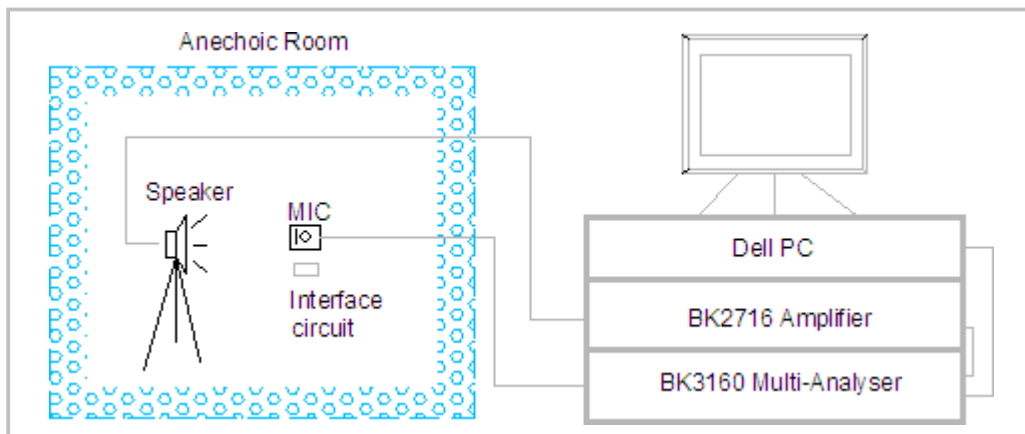 Anechoic Room
Speaker
MIC
Interface
circuit
Dell PC
BK2716 Amplifier
BK3160 Multi-Analyser